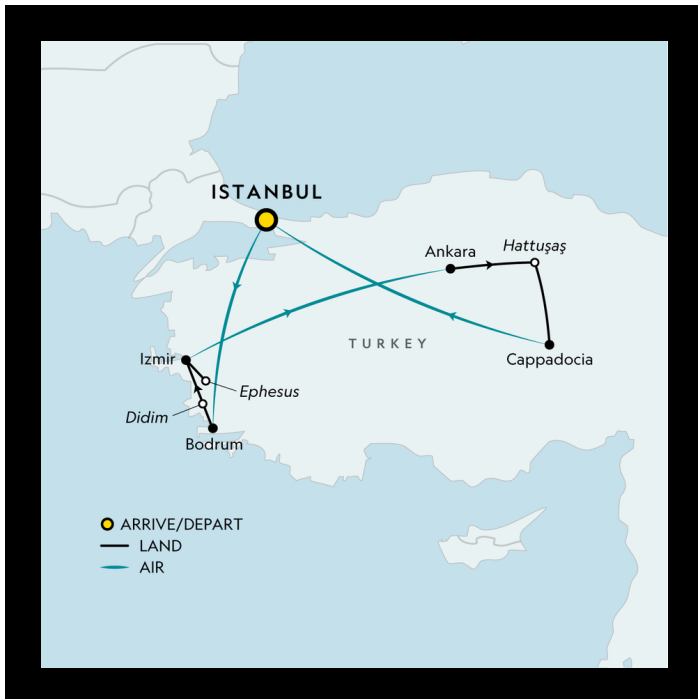 ISTANBUL
Ankara
Hattuşaş
TURKEY
Izmir
Cappadocia
Ephesus
Didim
Bodrum
ARRIVE/DEPART
LAND
AIR